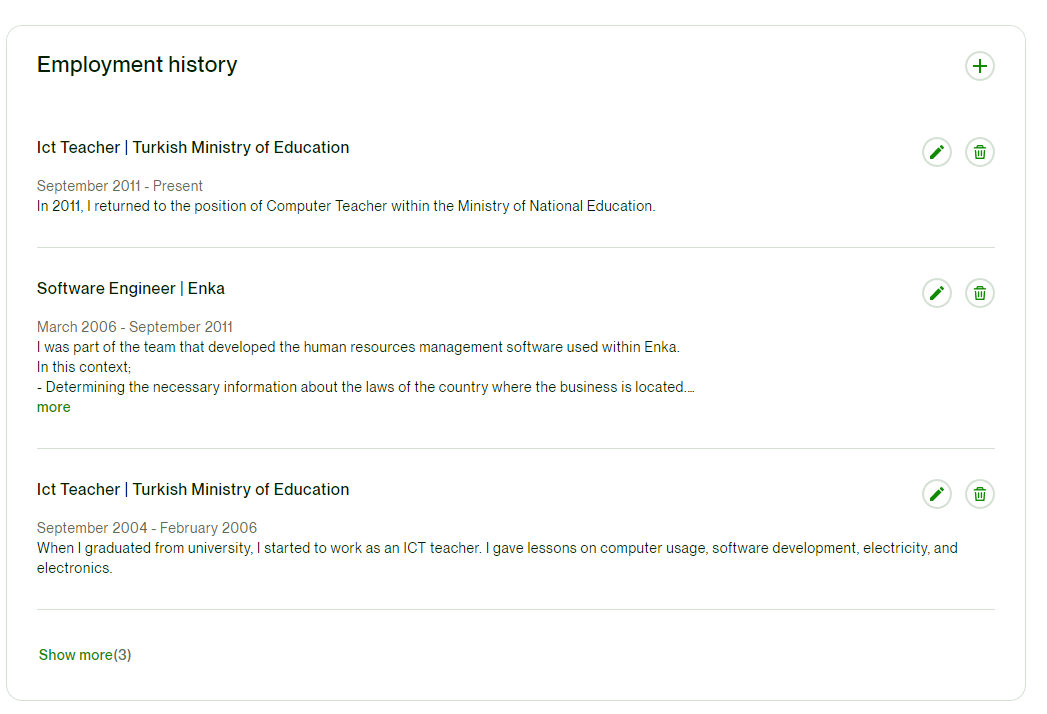 Employment history
Ict Teacher | Turkish Ministry of Education
September 2011 - Present
In 2011, I returned to the position of Computer Teacher within the Ministry of National Education.
Software Engineer | Enka
March 2006 - September 2011
I was part of the team that developed the human resources management software used within Enka.
In this context;
- Determining the necessary information about the laws of the country where the business is located....
more
Ict Teacher | Turkish Ministry of Education
September 2004 - February 2006
When I graduated from university, I started to work as an ICT teacher. I gave lessons on computer usage, software development, electricity, and
electronics.
Show more(3)